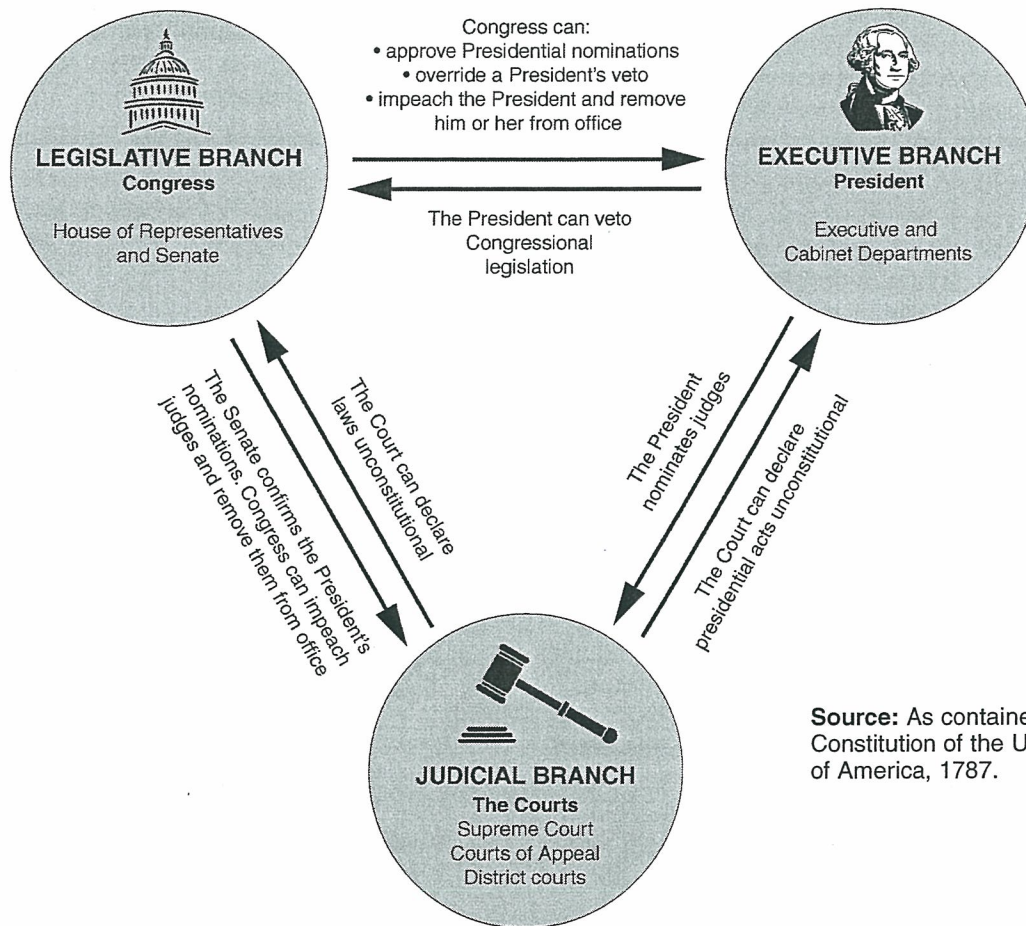 Congress can:
• approve Presidential nominations
• override a President's veto
• impeach the President and remove
him or her from office
LEGISLATIVE BRANCH
Congress
House of Representatives
and Senate
EXECUTIVE BRANCH
President
Executive and
Cabinet Departments
The President can veto
Congressional
legislation
The Senate confirms the President's
nominations. Congress can impeach
judges and remove them from office
The Court can declare
laws unconstitutional
The President
nominates judges
The Court can declare
presidential acts unconstitutional
JUDICIAL BRANCH
The Courts
Supreme Court
Courts of Appeal
District courts
Source: As containe
Constitution of the U
of America, 1787.